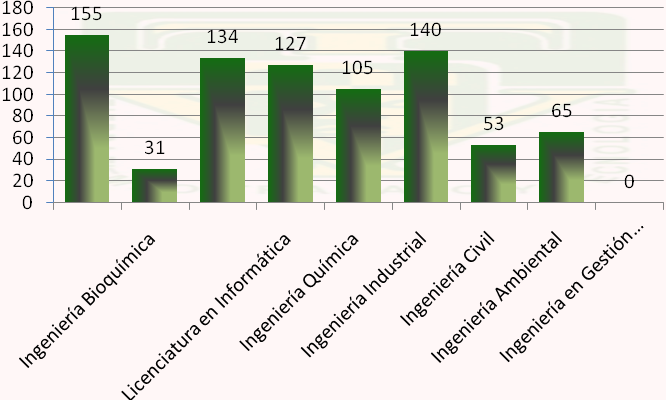 180
160
140
120
100
80
60
40
20
0
155
31
134
127
105
140
53
65
0
Ingeniería Bioquímica
Licenciatura en Informática
Ingeniería Química
Ingeniería Industrial
Ingeniería Civil
Ingeniería Ambiental
Ingeniería en Gestión...